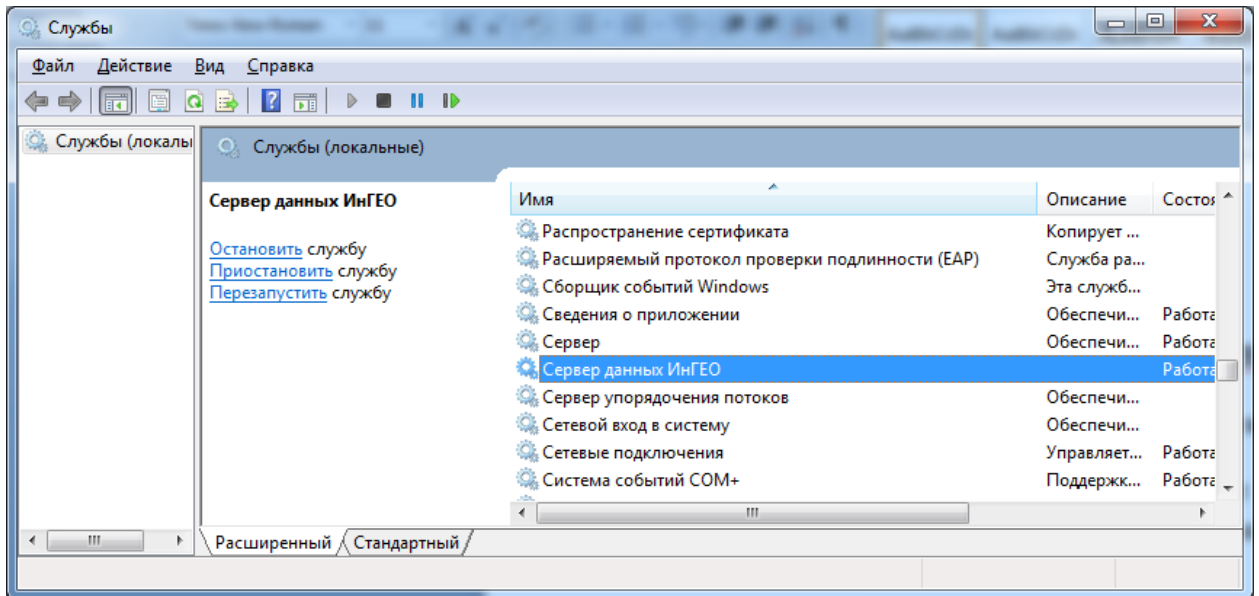 Службы
Файл Действие Вид Справка
Службы (локалы
Службы (локальные)
Сервер данных ИнГЕО
Остановить службу
Приостановить службу
Перезапустить службу
Имя Описание Состоя
Распространение сертификата Копирует ...
Расширяемый протокол проверки подлинности (EAP) Служба ра...
Сборщик событий Windows Эта служб...
Сведения о приложении Обеспечи... Работа
Сервер Обеспечи... Работа
Сервер данных ИнГЕО Работа
Сервер упорядочения потоков Обеспечи...
Сетевой вход в систему Обеспечи...
Сетевые подключения Управляет... Работа
Система событий COM+ Поддержк... Работа
Расширенный Стандартный